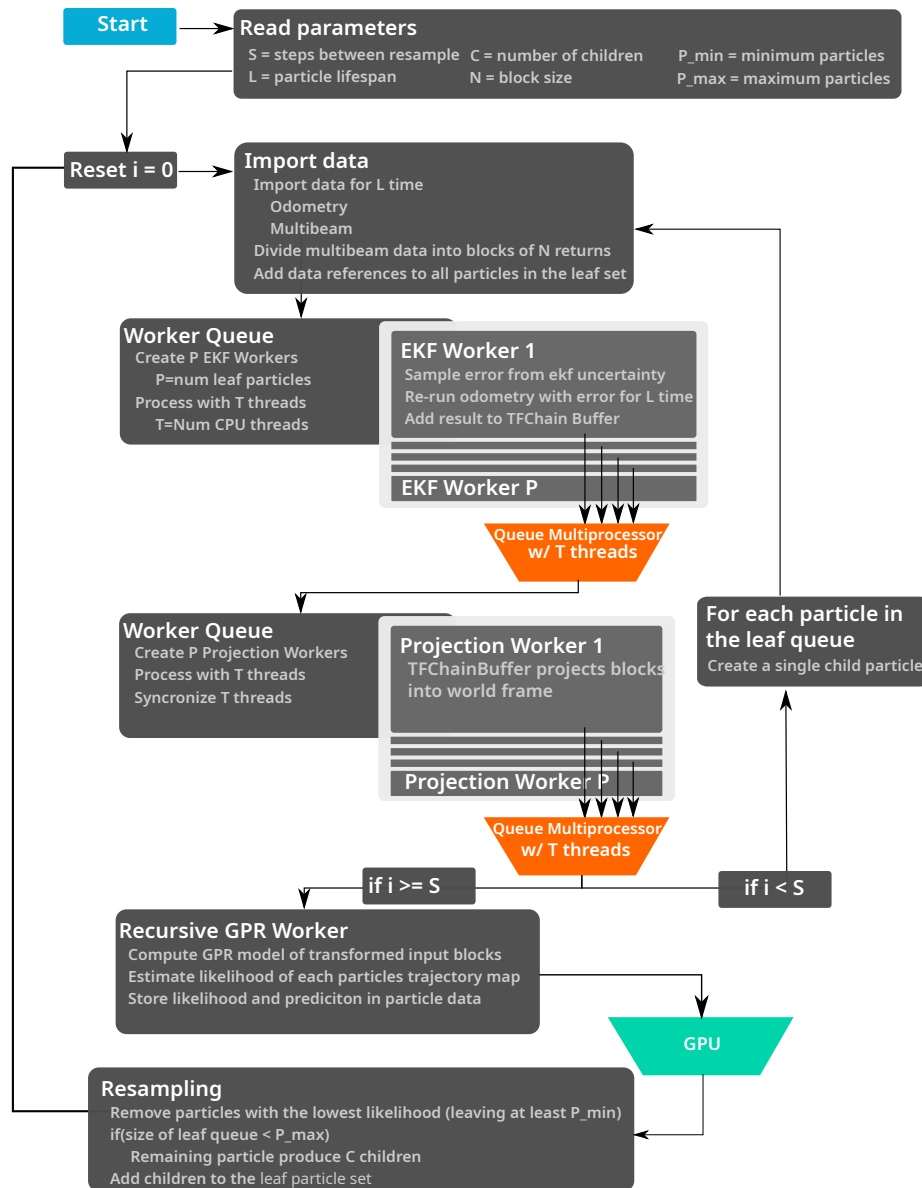 Start
Read parameters
S = steps between resample C = number of children P_min = minimum particles
L = particle lifespan N = block size P_max = maximum particles
Reset i = 0
Import data
Import data for L time
Odometry
Multibeam
Divide multibeam data into blocks of N returns
Add data references to all particles in the leaf set
Worker Queue
Create P EKF Workers
P=num leaf particles
Process with T threads
T=Num CPU threads
EKF Worker 1
Sample error from ekf uncertainty
Re-run odometry with error for L time
Add result to TFChain Buffer
EKF Worker P
Queue Multiprocessor
w/ T threads
Worker Queue
Create P Projection Workers
Process with T threads
Syncronize T threads
Projection Worker 1
TFChainBuffer projects blocks
into world frame
Projection Worker P
Queue Multiprocessor
w/ T threads
For each particle in
the leaf queue
Create a single child particle
if i >= S
if i < S
Recursive GPR Worker
Compute GPR model of transformed input blocks
Estimate likelihood of each particles trajectory map
Store likelihood and prediciton in particle data
GPU
Resampling
Remove particles with the lowest likelihood (leaving at least P_min)
if(size of leaf queue < P_max)
Remaining particle produce C children
Add children to the leaf particle set